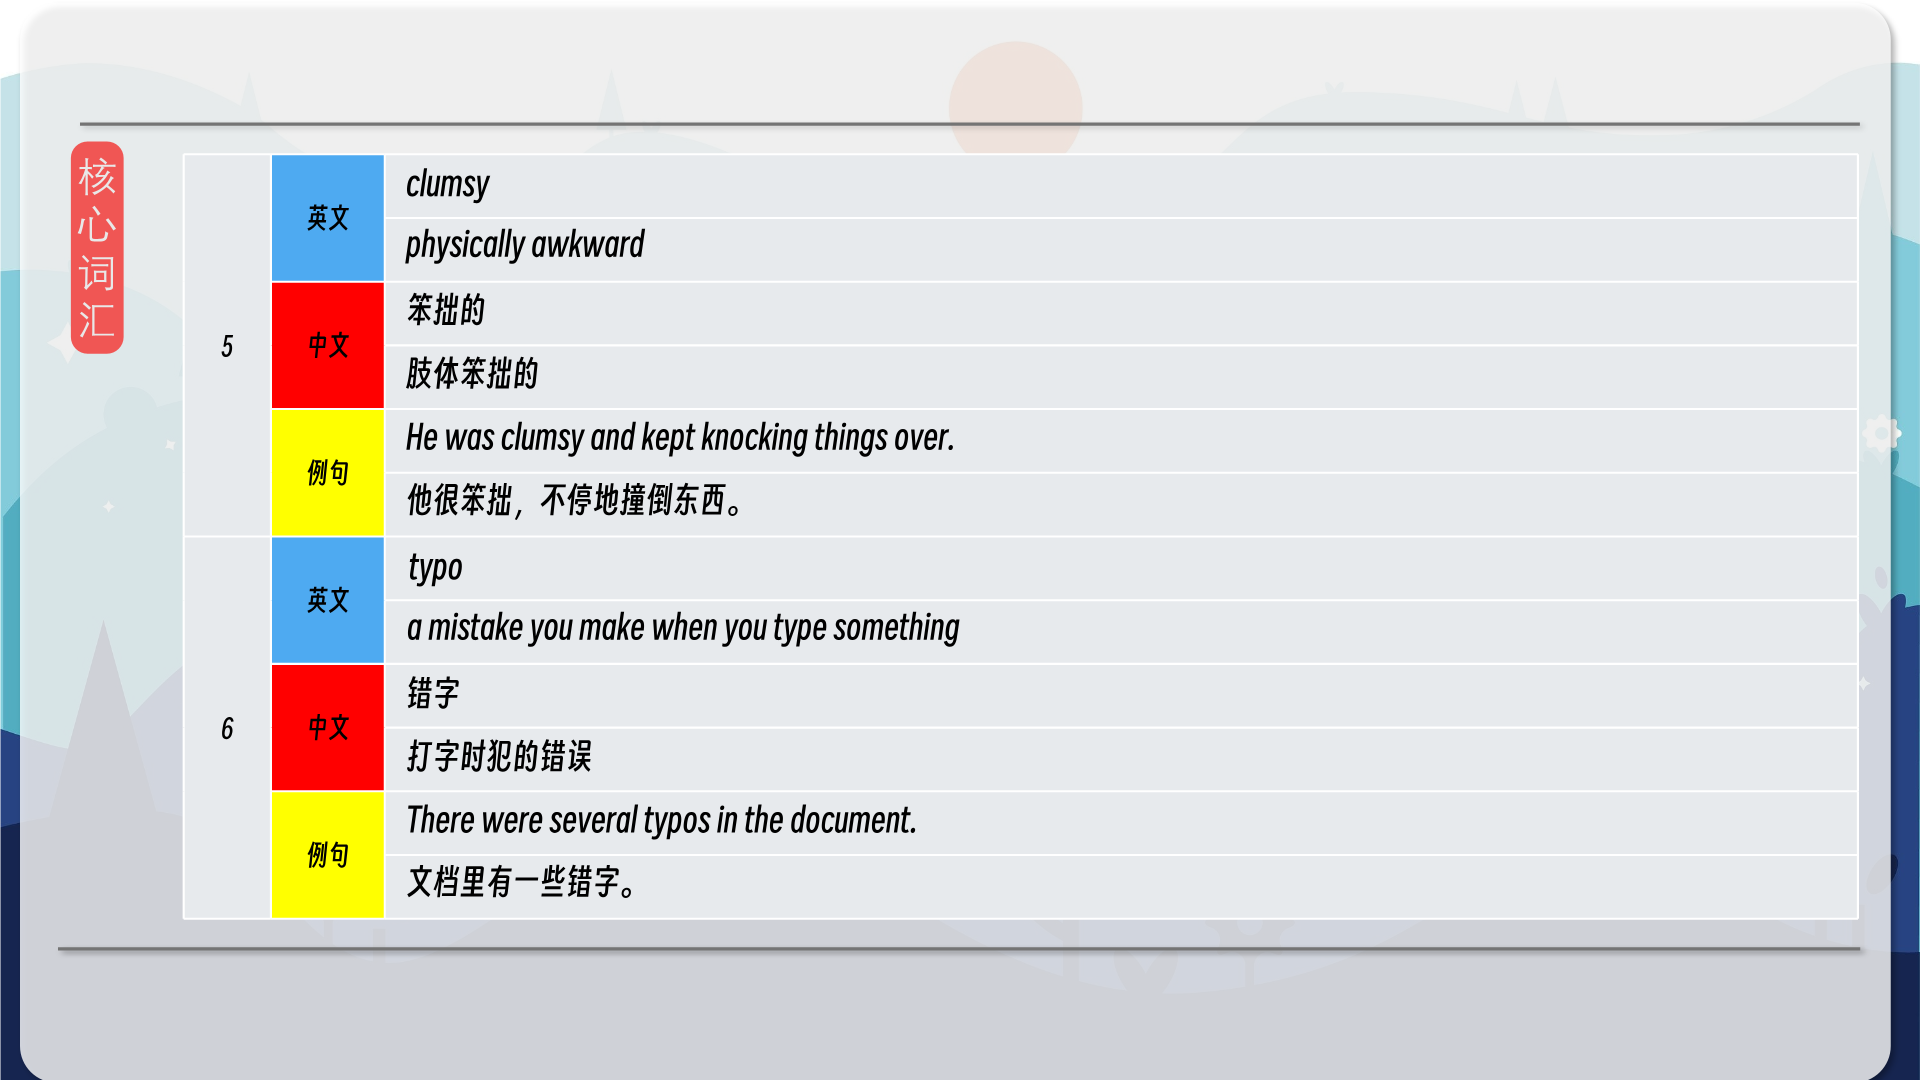 核
心
词
汇
5
英文
clumsy
physically awkward
中文
笨拙的
肢体笨拙的
例句
He was clumsy and kept knocking things over.
他很笨拙，不停地撞倒东西。
6
英文
typo
a mistake you make when you type something
中文
错字
打字时犯的错误
例句
There were several typos in the document.
文档里有一些错字。